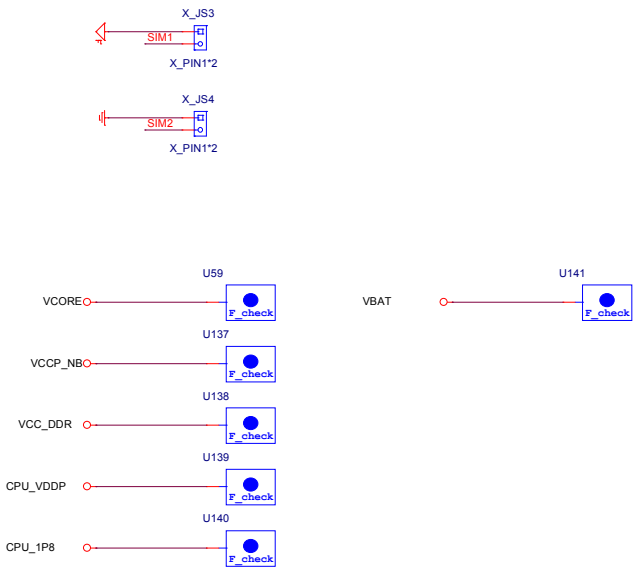 X_JS3
SIM1
X_PIN1*2
X_JS4
SIM2
X_PIN1*2
U59
U141
VCORE
F_check
VBAT
F_check
U137
VCCP_NB
F_check
U138
VCC_DDR
F_check
U139
CPU_VDDP
F_check
U140
CPU_1P8
F_check